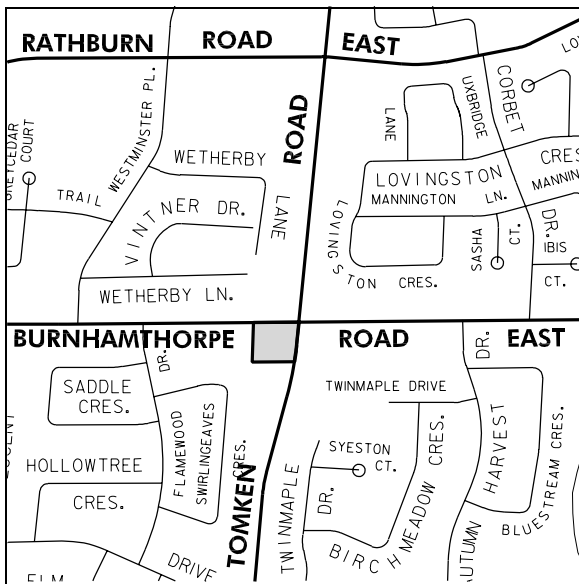 RATHBURN ROAD EAST
WESTMINSTER PL.
COURT
TRAIL
WETHERBY
LANE
VINTNER DR.
WETHERBY LN.
ROAD
LANE
UXBRIDGE
CORBET
DR.
LOVINGSTON
MANNINGTON LN.
CRES.
LOVINGSTON CRES.
SASHA
CT.
IBIS
CT.
BURNHAMTHORPE ROAD EAST
DR.
DR.
SADDLE
CRES.
FLAMEWOOD
SWIRLINGEAVES
CRES.
HOLLOWTREE
CRES.
DRIVE
ELM
TOMKEN
TWINMAPLE DRIVE
SYESTON
CT.
TWINMAPLE
DR.
BIRCHMEADOW CRES.
HARVEST
BLUESTREAM CRES.
AUTUMN